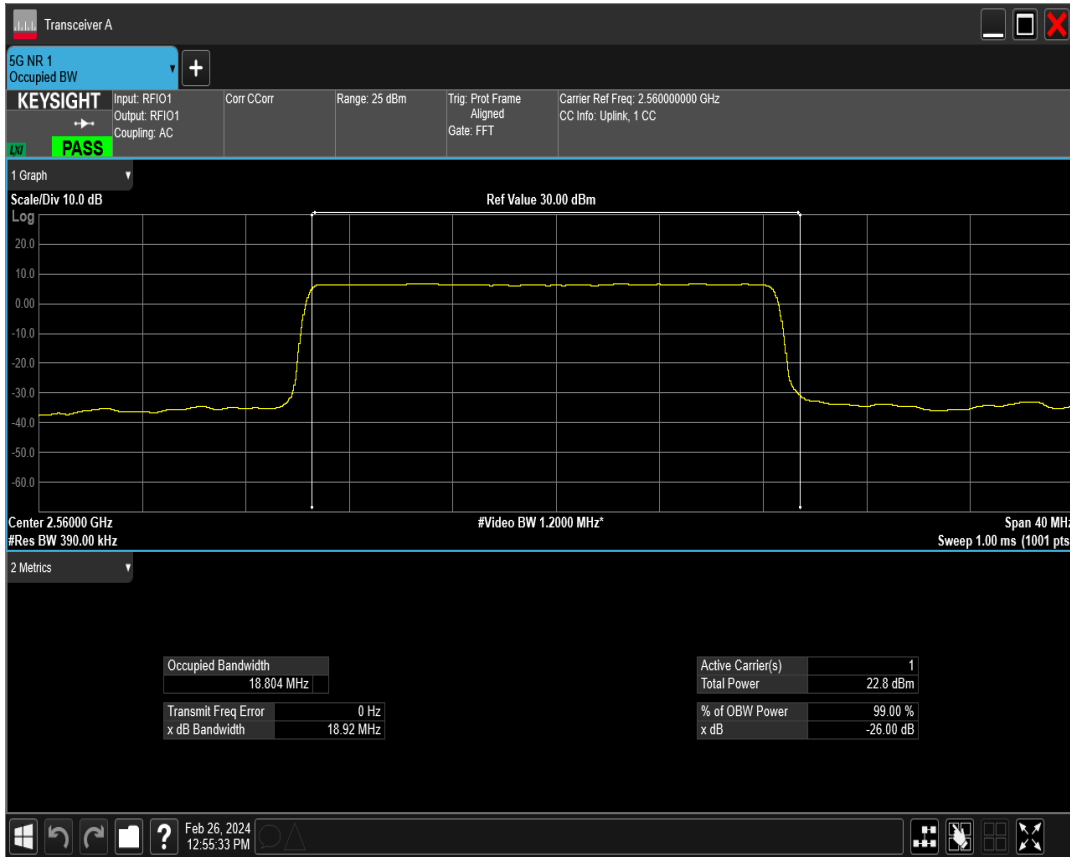 Transceiver A
5G NR 1
Occupied BW
+
KEYSIGHT
LXI
PASS
Input: RFIO1
Output: RFIO1
Coupling: AC
Corr CCorr
Range: 25 dBm
Trig: Prot Frame
Aligned
Gate: FFT
Carrier Ref Freq: 2.560000000 GHz
CC Info: Uplink, 1 CC
1 Graph
Scale/Div 10.0 dB
Ref Value 30.00 dBm
Log
20.0
10.0
0.00
-10.0
-20.0
-30.0
-40.0
-50.0
-60.0
Center 2.56000 GHz
#Video BW 1.2000 MHz*
Span 40 MHz
#Res BW 390.00 kHz
Sweep 1.00 ms (1001 pts
2 Metrics
Occupied Bandwidth
18.804 MHz
Transmit Freq Error 0 Hz
x dB Bandwidth 18.92 MHz
Active Carrier(s) 1
Total Power 22.8 dBm
% of OBW Power 99.00 %
x dB -26.00 dB
?
Feb 26, 2024
12:55:33 PM